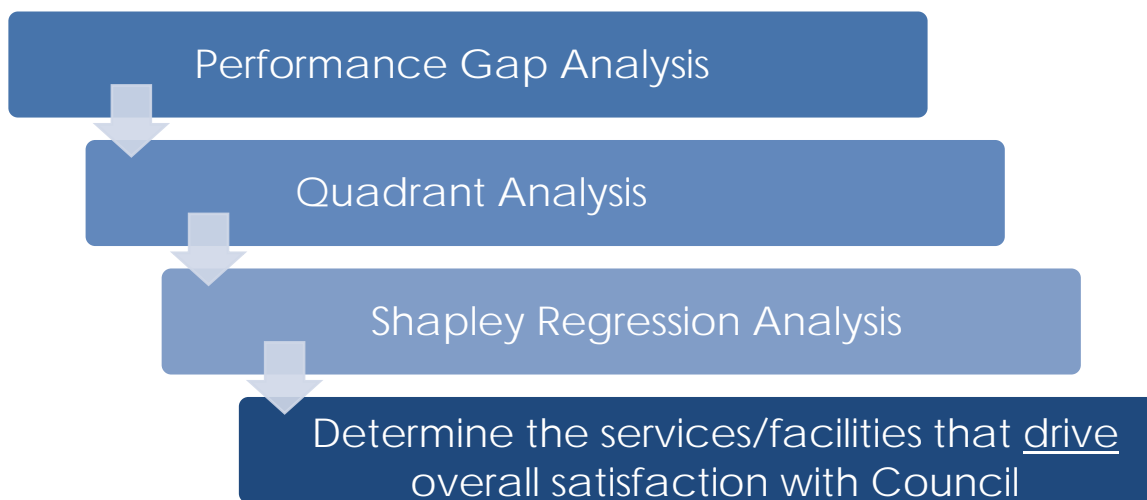 Performance Gap Analysis
Quadrant Analysis
Shapley Regression Analysis
Determine the services/facilities that drive
overall satisfaction with Council